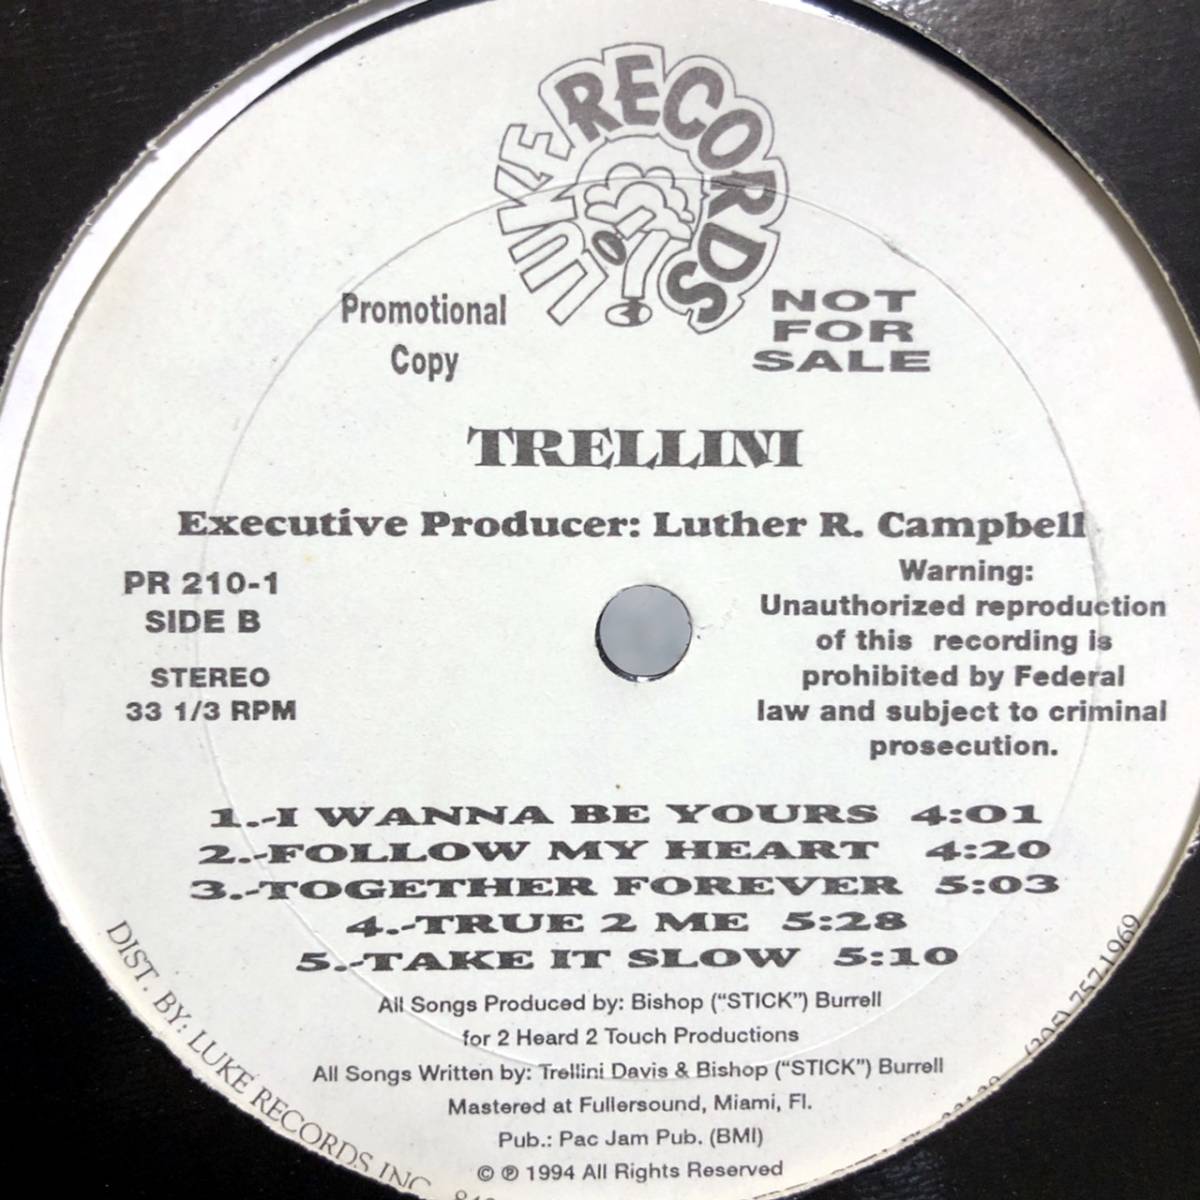 LUKE RECORDS
Promotional
Copy
NOT
FOR
SALE
TRELLINI
Executive Producer: Luther R. Campbell
PR 210-1
SIDE B
STEREO
33 1/3 RPM
Warning:
Unauthorized reproduction
of this recording is
prohibited by Federal
law and subject to criminal
prosecution.
1.-I WANNA BE YOURS 4:01
2.-FOLLOW MY HEART 4:20
3.-TOGETHER FOREVER 5:03
4.-TRUE 2 ME 5:28
5.-TAKE IT SLOW 5:10
All Songs Produced by: Bishop (“STICK”) Burrell
for 2 Heard 2 Touch Productions
All Songs Written by: Trellini Davis & Bishop (“STICK”) Burrell
Mastered at Fullersound, Miami, Fl.
Pub.: Pac Jam Pub. (BMI)
© ℗ 1994 All Rights Reserved
DIST. BY: LUKE RECORDS INC. (305) 757.1969